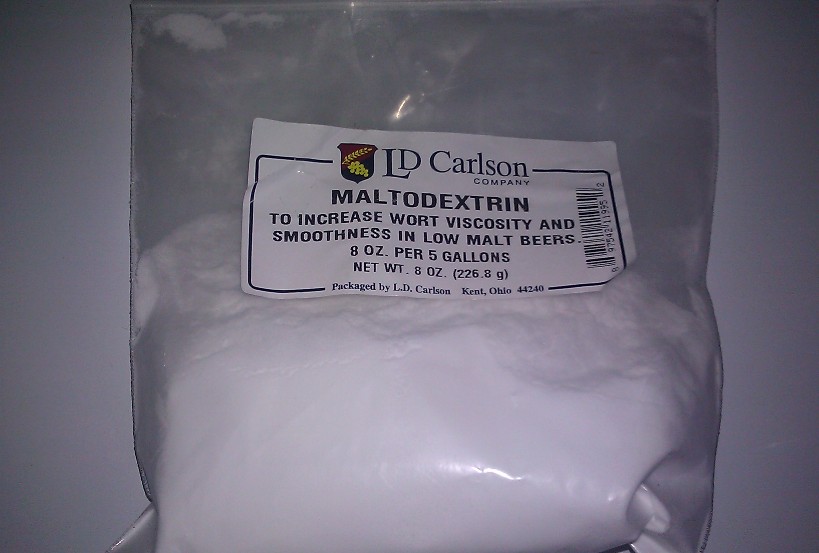 LD Carlson
COMPANY
MALTODEXTRIN
TO INCREASE WORT VISCOSITY AND
SMOOTHNESS IN LOW MALT BEERS.
8 OZ. PER 5 GALLONS
NET WT. 8 OZ. (226.8 g)
Packaged by L.D. Carlson Kent, Ohio 44240